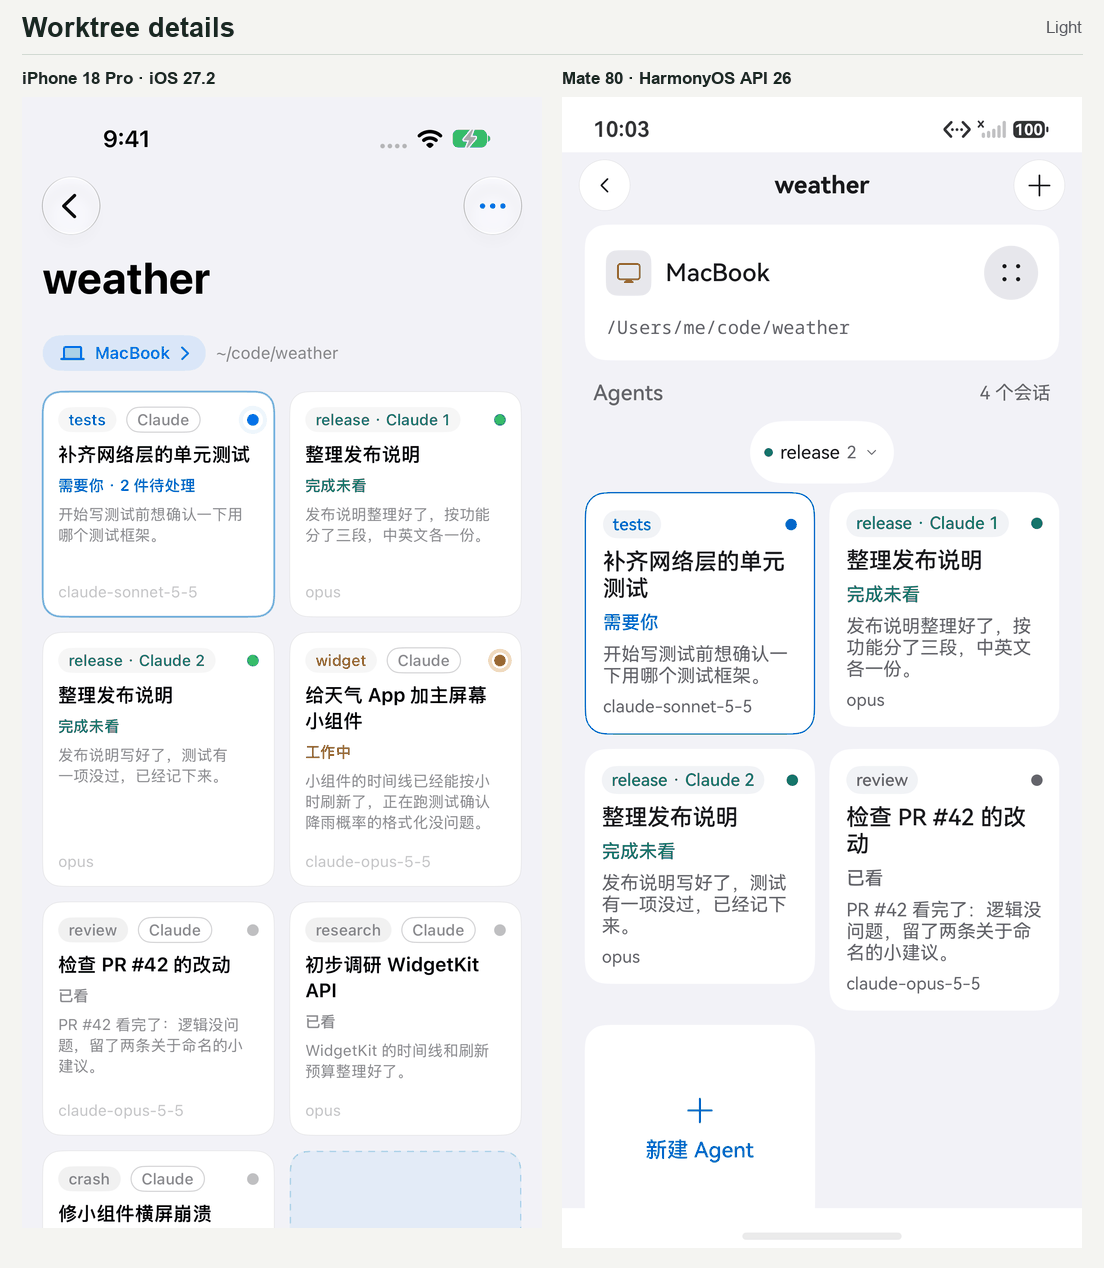 Worktree details
Light
iPhone 18 Pro · iOS 27.2
9:41
weather
MacBook
~/code/weather
tests
Claude
补齐网络层的单元测试
需要你 · 2 件待处理
开始写测试前想确认一下用
哪个测试框架。
claude-sonnet-5-5
release · Claude 1
整理发布说明
完成未看
发布说明整理好了，按功能
分了三段，中英文各一份。
opus
release · Claude 2
整理发布说明
完成未看
发布说明写好了，测试有
一项没过，已经记下来。
opus
widget
Claude
给天气 App 加主屏幕
小组件
工作中
小组件的时间线已经能按小
时刷新了，正在跑测试确认
降雨概率的格式化没问题。
claude-opus-5-5
review
Claude
检查 PR #42 的改动
已看
PR #42 看完了：逻辑没问
题，留了两条关于命名的小
建议。
claude-opus-5-5
research
Claude
初步调研 WidgetKit
API
已看
WidgetKit 的时间线和刷新
预算整理好了。
opus
crash
Claude
修小组件横屏崩溃
Mate 80 · HarmonyOS API 26
10:03
100
weather
MacBook
/Users/me/code/weather
Agents
4 个会话
release 2
tests
补齐网络层的单元
测试
需要你
开始写测试前想确认一
下用哪个测试框架。
claude-sonnet-5-5
release · Claude 1
整理发布说明
完成未看
发布说明整理好了，按
功能分了三段，中英文
各一份。
opus
release · Claude 2
整理发布说明
完成未看
发布说明写好了，测试
有一项没过，已经记下
来。
opus
review
检查 PR #42 的改
动
已看
PR #42 看完了：逻辑没
问题，留了两条关于命
名的小建议。
claude-opus-5-5
新建 Agent